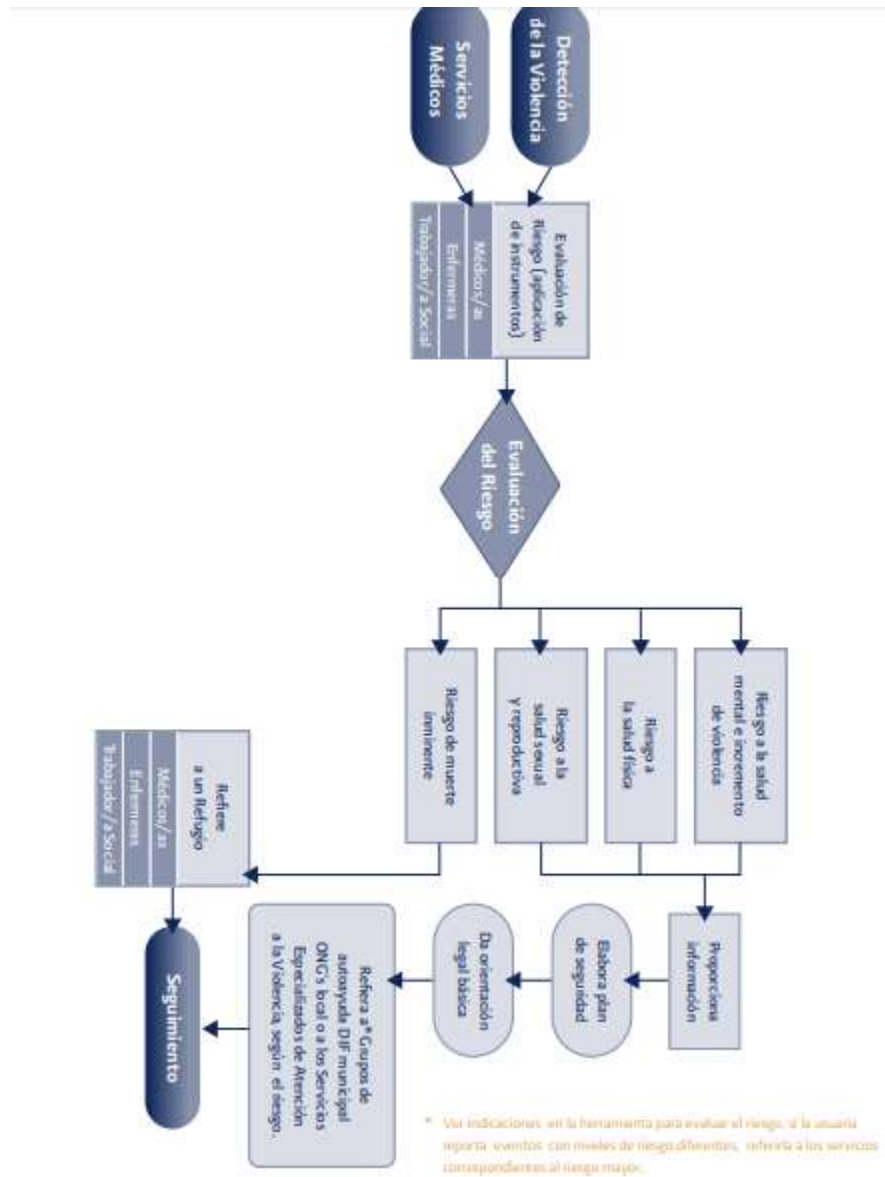 Detección
de la Violencia
Servicios
Médicos
Evaluación de
Riesgo (aplicación
de instrumentos)
Médicos/as
Enfermeras
Trabajador/a Social
Evaluación
del Riesgo
Riesgo a la salud
mental e incremento
de violencia
Riesgo a
la salud física
Riesgo a la
salud sexual
y reproductiva
Riesgo de muerte
inminente
Proporciona
información
Elabora plan
de seguridad
Da orientación
legal básica
Refiera a* Grupos de
autoayuda DIF municipal
ONG's local o a los Servicios
Especializados de Atención
a la Violencia, según el riesgo.
Refiere
a un Refugio
Médicos/as
Enfermeras
Trabajador/a Social
Seguimiento
* Ver indicaciones en la herramienta para evaluar el riesgo, si la usuaria
reporta eventos con niveles de riesgo diferentes, referirla a los servicios
correspondientes al riesgo mayor.